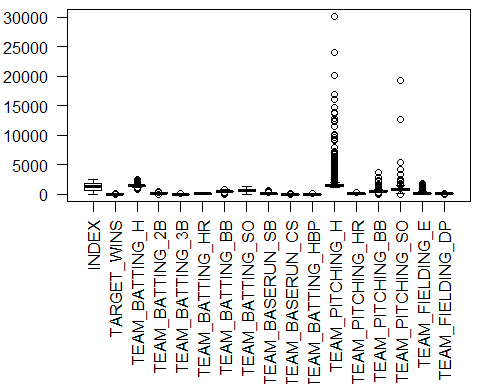 30000
25000
20000
15000
10000
5000
0
INDEX
TARGET_WINS
TEAM_BATTING_H
TEAM_BATTING_2B
TEAM_BATTING_3B
TEAM_BATTING_HR
TEAM_BATTING_BB
TEAM_BATTING_SO
TEAM_BASERUN_SB
TEAM_BASERUN_CS
TEAM_BATTING_HBP
TEAM_PITCHING_H
TEAM_PITCHING_HR
TEAM_PITCHING_BB
TEAM_PITCHING_SO
TEAM_FIELDING_E
TEAM_FIELDING_DP